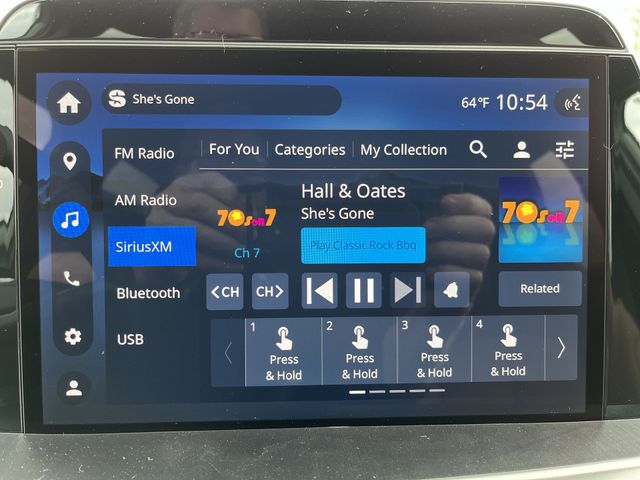 She's Gone
64°F 10:54
FM Radio
For You
Categories
My Collection
AM Radio
SiriusXM
Bluetooth
USB
70s on 7
Ch 7
Hall & Oates
She's Gone
Play Classic Rock Bbq
70s on 7
<CH
CH>
Related
1
Press
& Hold
2
Press
& Hold
3
Press
& Hold
4
Press
& Hold